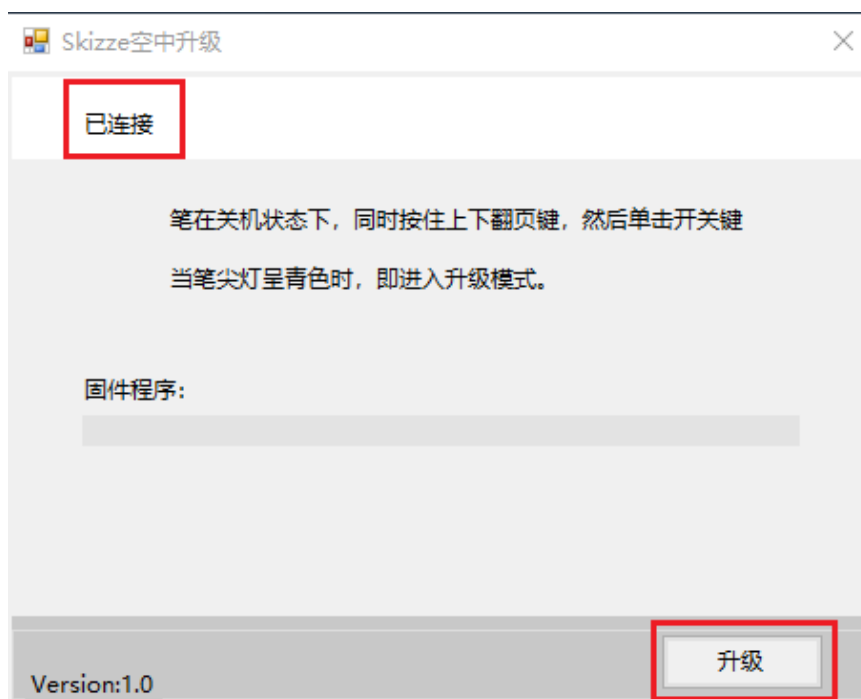 Skizze空中升级
已连接
笔在关机状态下，同时按住上下翻页键，然后单击开关键
当笔尖灯呈青色时，即进入升级模式。
固件程序：
升级
Version:1.0